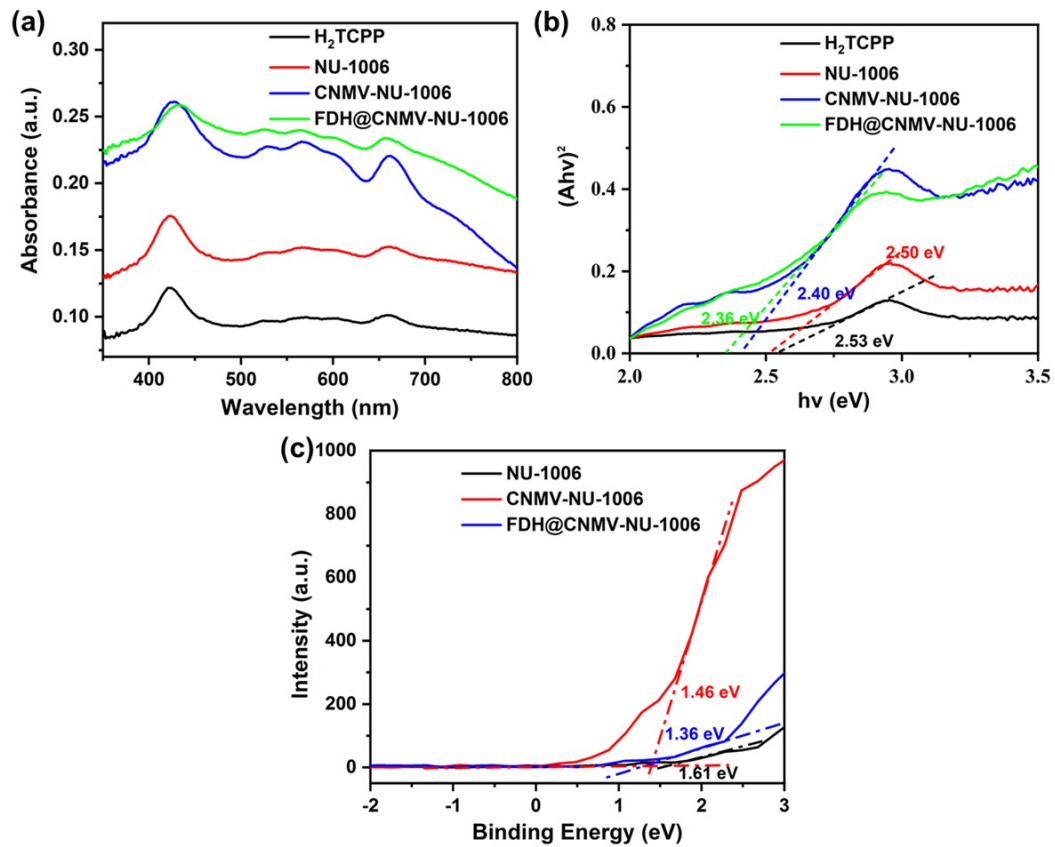 (a)
H₂TCPP
NU-1006
CNMV-NU-1006
FDH@CNMV-NU-1006
0.30
0.25
0.20
0.15
0.10
Absorbance (a.u.)
400 500 600 700 800
Wavelength (nm)
(b)
H₂TCPP
NU-1006
CNMV-NU-1006
FDH@CNMV-NU-1006
0.8
0.6
0.4
0.2
0.0
(Ahv)²
2.50 eV
2.40 eV
2.36 eV
2.53 eV
2.0 2.5 3.0 3.5
hv (eV)
(c)
NU-1006
CNMV-NU-1006
FDH@CNMV-NU-1006
1000
800
600
400
200
0
Intensity (a.u.)
1.46 eV
1.36 eV
1.61 eV
-2 -1 0 1 2 3
Binding Energy (eV)